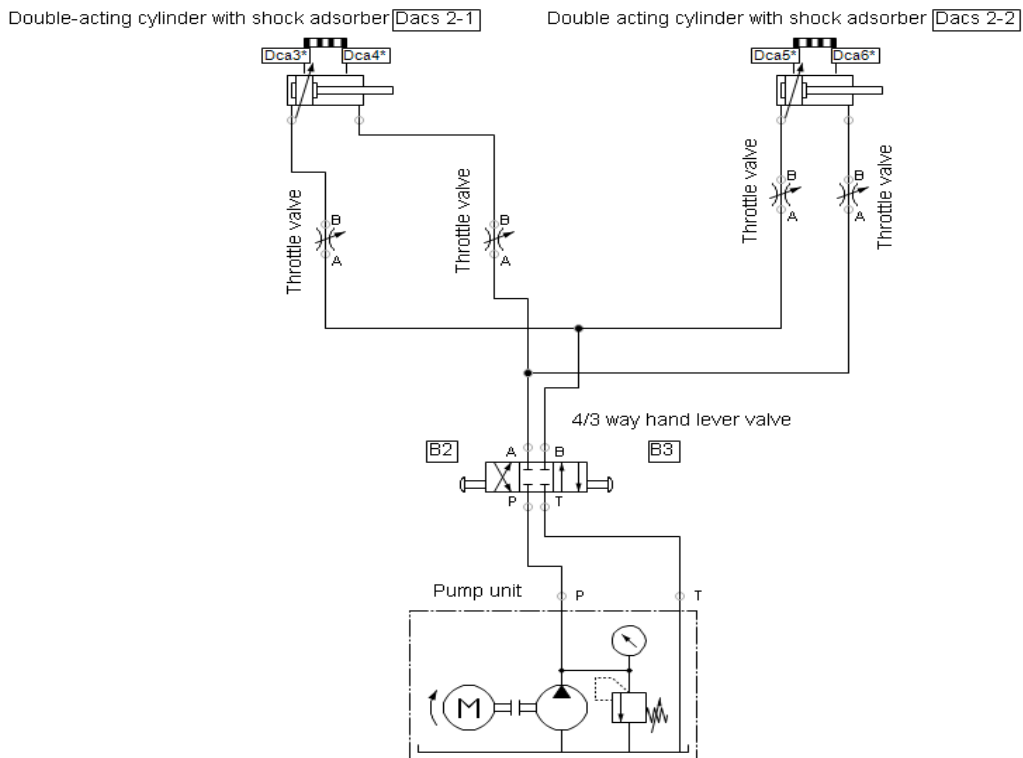 Double-acting cylinder with shock adsorber Dacs 2-1
Double acting cylinder with shock adsorber Dacs 2-2
Dca3* Dca4*
Dca5* Dca6*
Throttle valve
B
A
Throttle valve
B
A
Throttle valve
B
A
B
A
Throttle valve
4/3 way hand lever valve
B2
A B
B3
P T
Pump unit
P
T
M